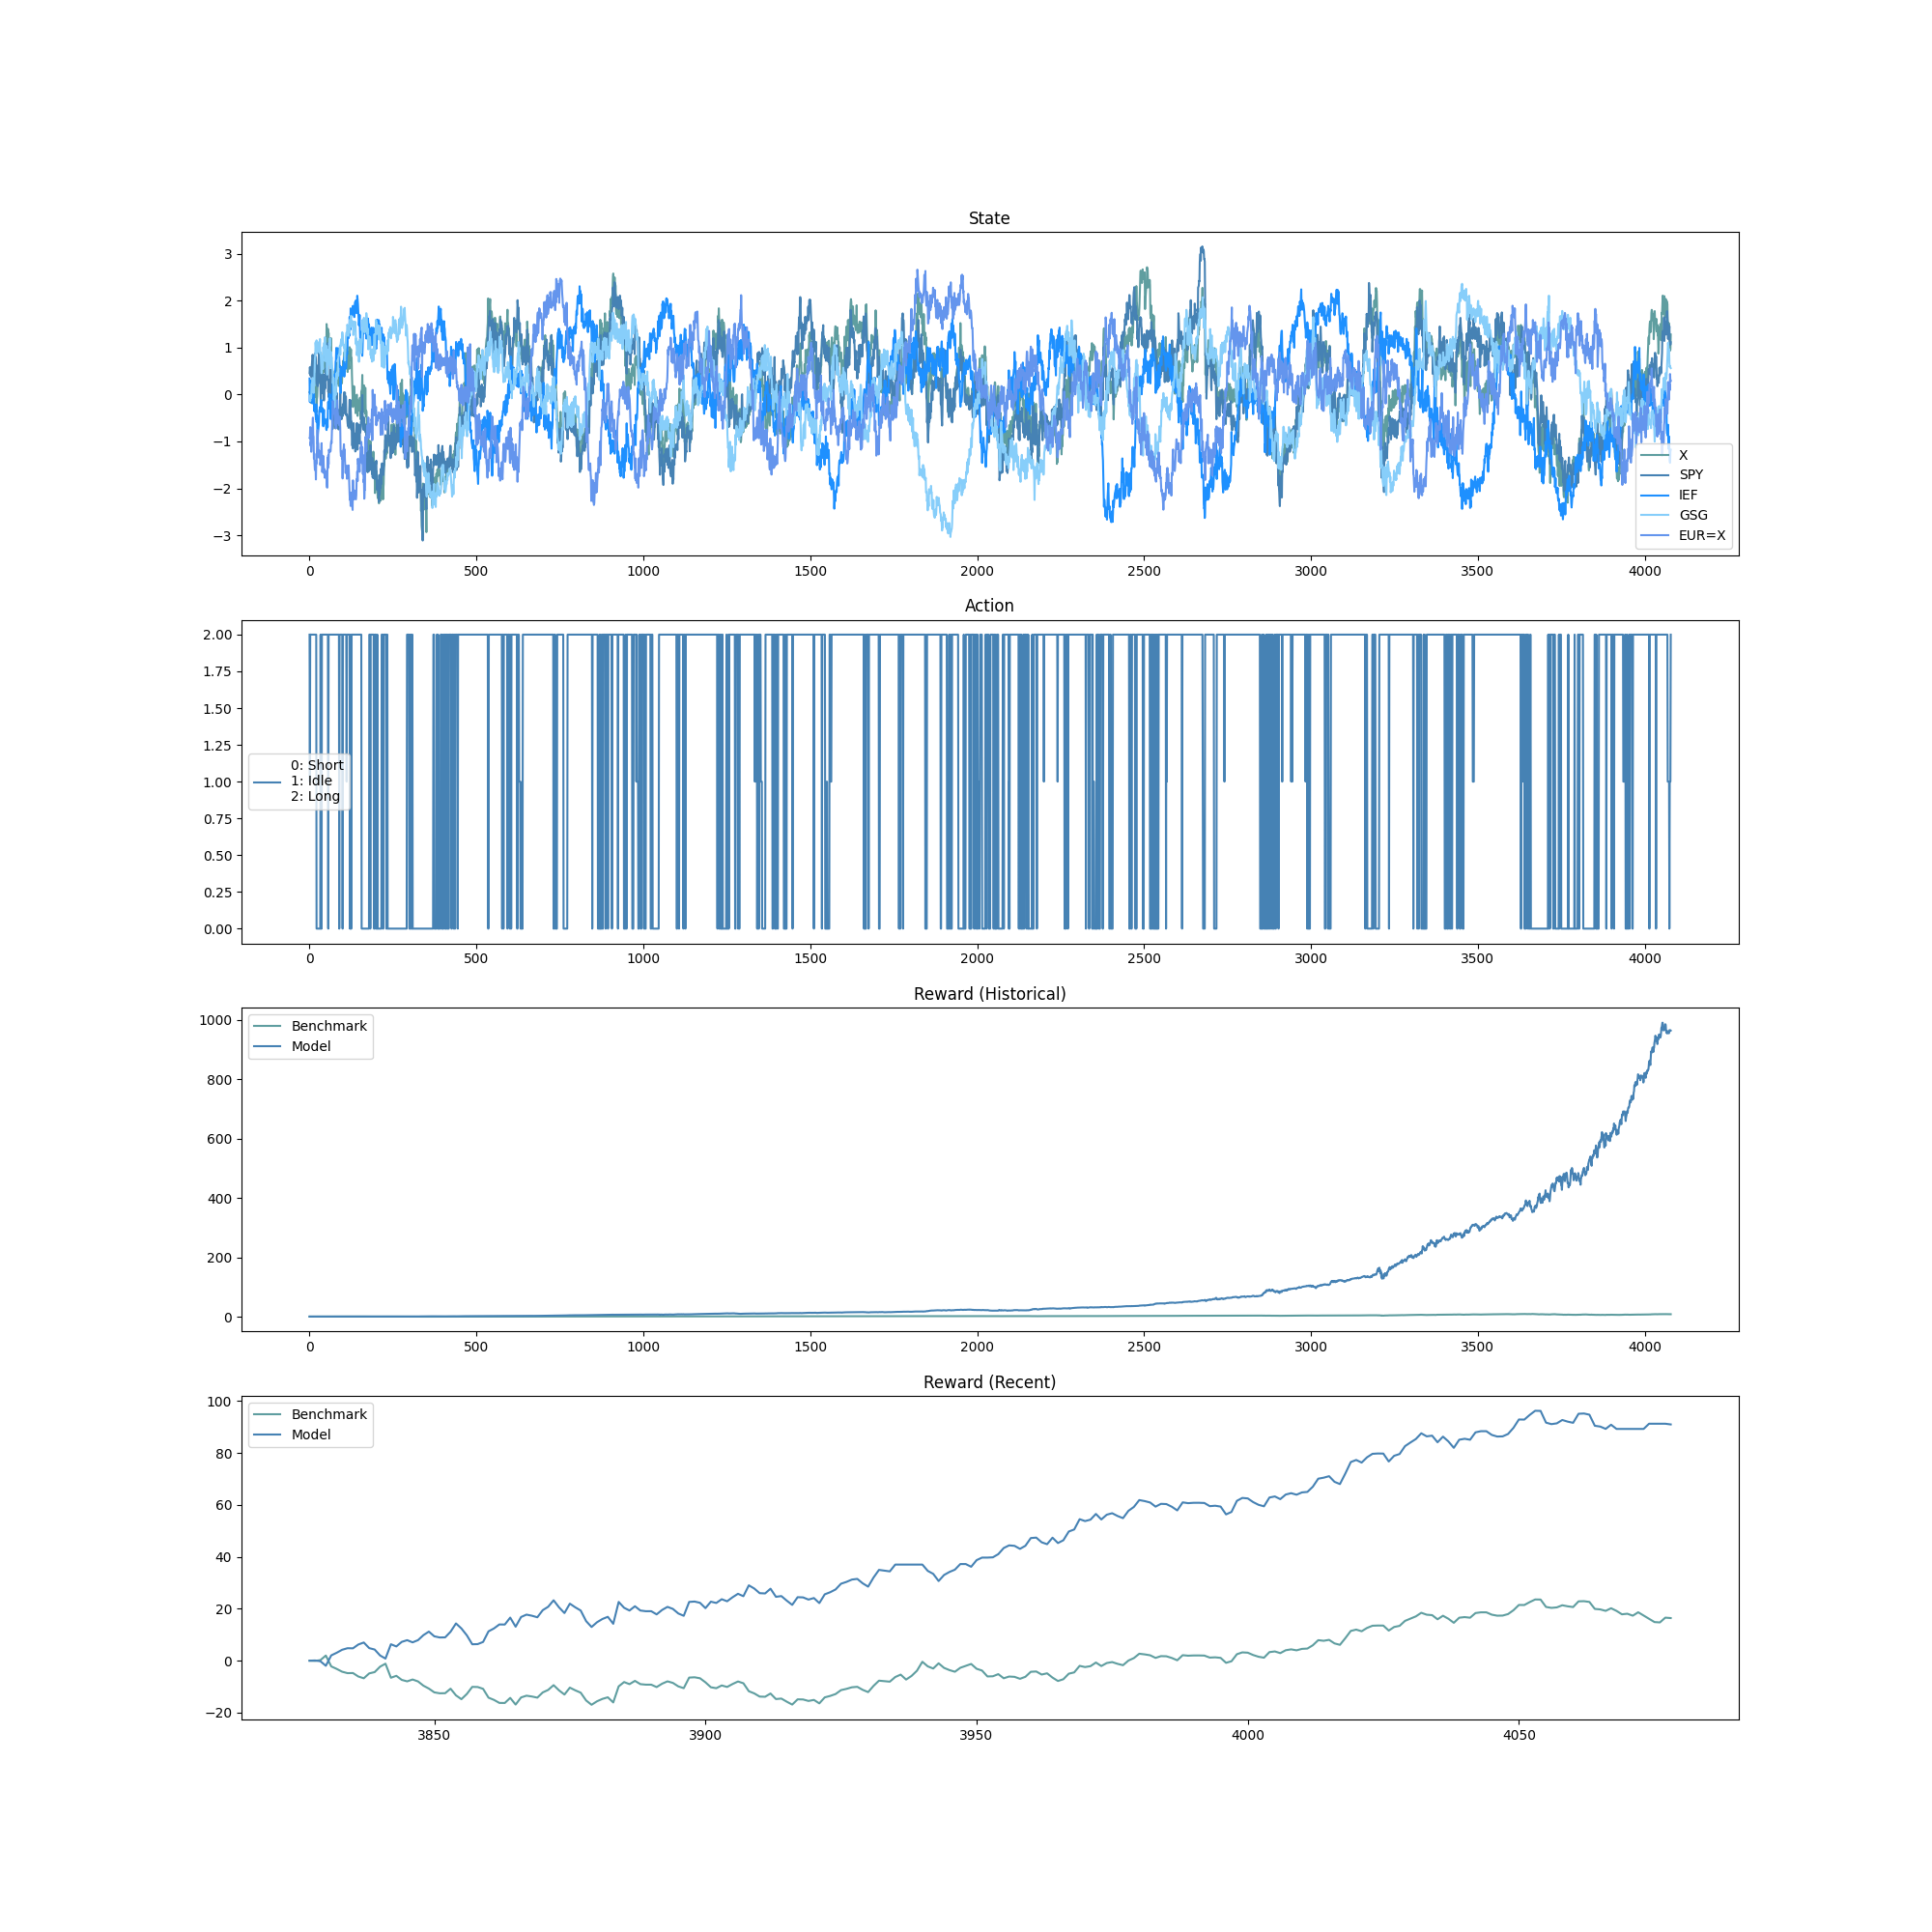 State
3
2
1
0
−1
−2
−3
X
SPY
IEF
GSG
EUR=X
0 500 1000 1500 2000 2500 3000 3500 4000
Action
2.00
1.75
1.50
1.25
1.00
0.75
0.50
0.25
0.00
0: Short
1: Idle
2: Long
0 500 1000 1500 2000 2500 3000 3500 4000
Reward (Historical)
1000
800
600
400
200
0
Benchmark
Model
0 500 1000 1500 2000 2500 3000 3500 4000
Reward (Recent)
100
80
60
40
20
0
−20
Benchmark
Model
3850 3900 3950 4000 4050